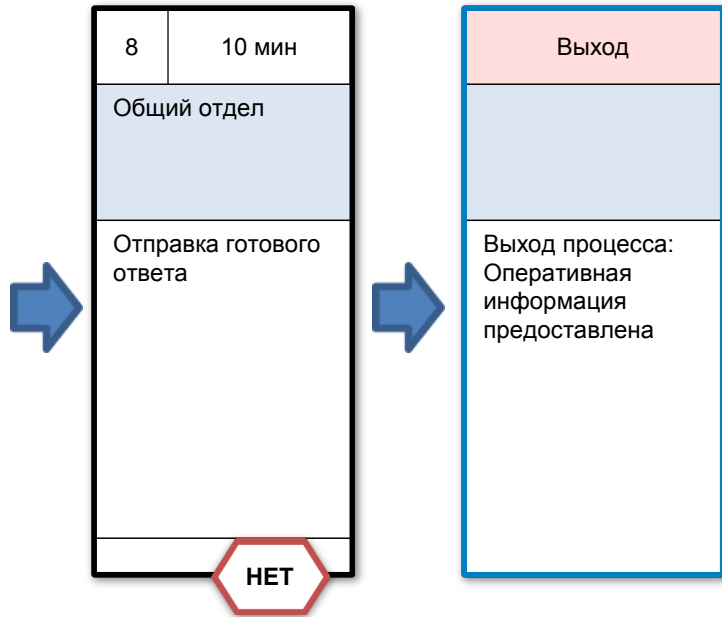 8
10 мин
Общий отдел
Отправка готового
ответа
НЕТ
Выход
Выход процесса:
Оперативная
информация
предоставлена